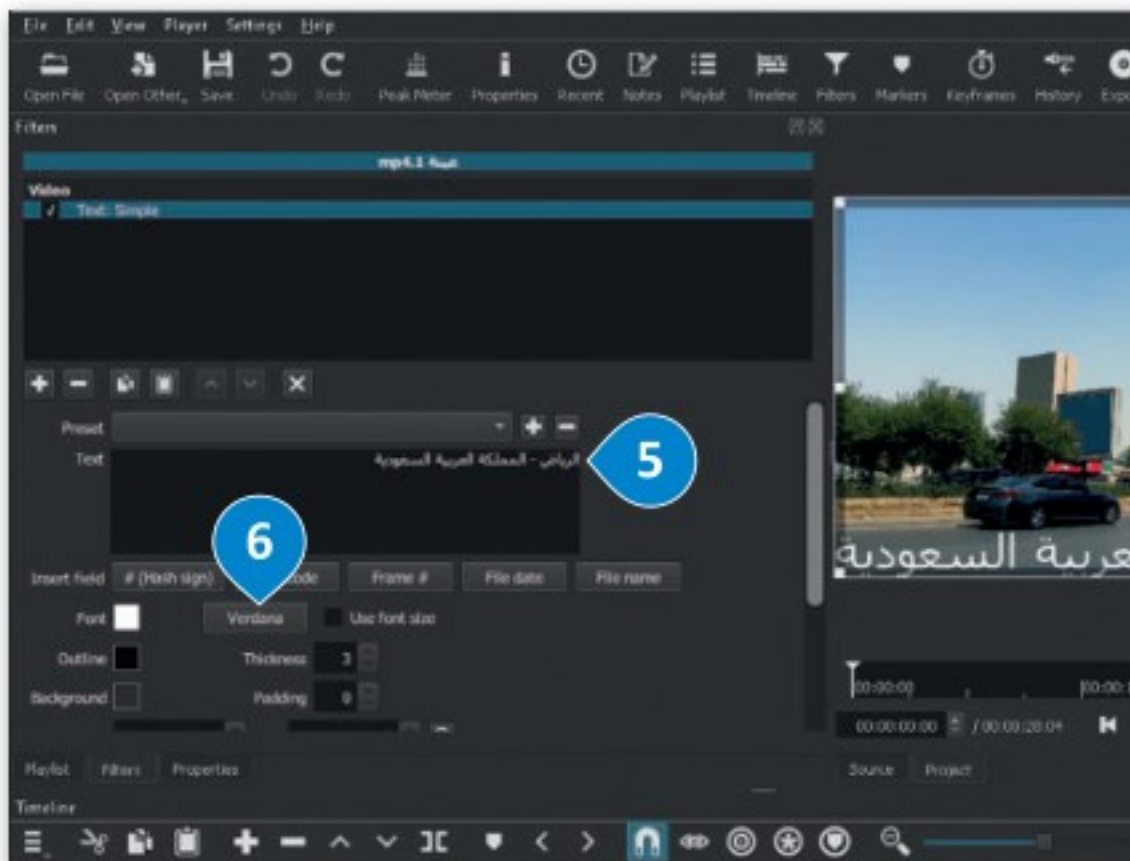 File Edit View Player Settings Help
Open File Open Other... Save Undo Redo Peak Meter Properties Recent Notes Playlist Timeline Filters Markers Keyframes History
Filters
عينة 1.mp4
Video
Text: Simple
Preset
Text الرياض - المملكة العربية السعودية
5
6
Insert field # (Hash sign) Frame # File date File name
Font Verdana Use font size
Outline Thickness 3
Background Padding 0
السعودية
00:00:00
00:00:00:00 / 00:00:28:04
Playlist Filters Properties
Source Project
Timeline